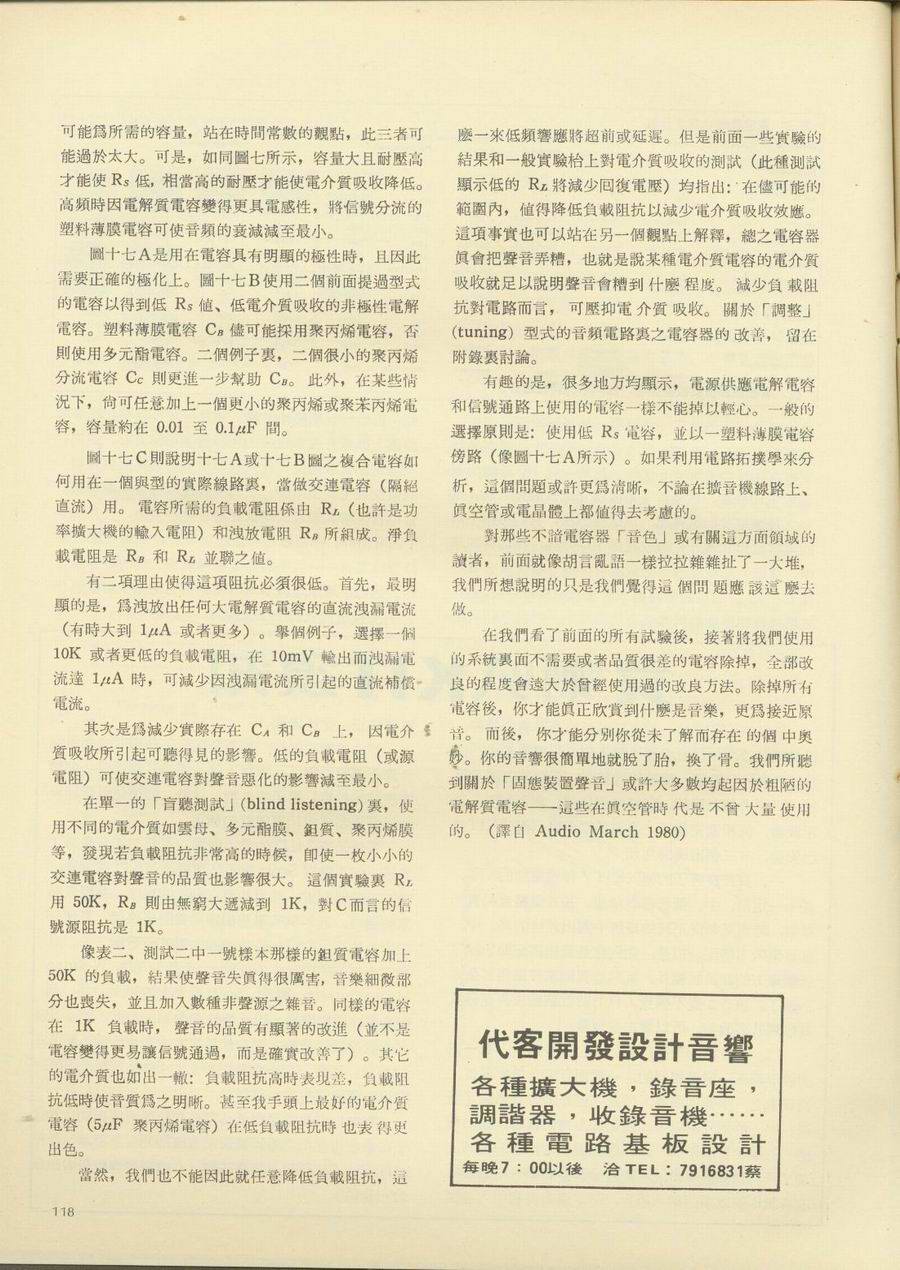 可能爲所需的容量，站在時間常數的觀點，此三者可
能過於太大。可是，如同圖七所示，容量大且耐壓高
才能使 Rs 低，相當高的耐壓才能使電介質吸收降低。
高頻時因電解質電容變得更具電感性，將信號分流的
塑料薄膜電容可使音頻的衰減減至最小。
圖十七A是用在電容具有明顯的極性時，且因此
需要正確的極化上。圖十七B使用二個前面提過型式
的電容以得到低 Rs 値、低電介質吸收的非極性電解
電容。塑料薄膜電容 CB 儘可能採用聚丙烯電容，否
則使用多元酯電容。二個例子裏，二個很小的聚丙烯
分流電容 Cc 則更進一步幫助 CB。 此外，在某些情
況下，尙可任意加上一個更小的聚丙烯或聚苯丙烯電
容，容量約在 0.01 至 0.1μF 間。
圖十七C則說明十七A或十七B圖之複合電容如
何用在一個與型的實際線路裏，當做交連電容（隔絕
直流）用。 電容所需的負載電阻係由 RL（也許是功
率擴大機的輸入電阻）和洩放電阻 RB 所組成。淨負
載電阻是 RB 和 RL 並聯之値。
有二項理由使得這項阻抗必須很低。首先，最明
顯的是，爲洩放出任何大電解質電容的直流洩漏電流
（有時大到 1μA 或者更多）。舉個例子，選擇一個
10K 或者更低的負載電阻，在 10mV 輸出而洩漏電
流達 1μA 時，可減少因洩漏電流所引起的直流補償
電流。
其次是爲減少實際存在 CA 和 CB 上， 因電介
質吸收所引起可聽得見的影響。低的負載電阻（或源
電阻）可使交連電容對聲音惡化的影響減至最小。
在單一的「盲聽測試」(blind listening)裏，使
用不同的電介質如雲母、多元酯膜、鉭質、聚丙烯膜
等，發現若負載阻抗非常高的時候，卽使一枚小小的
交連電容對聲音的品質也影響很大。 這個實驗裏 RL
用 50K，RB 則由無窮大遞減到 1K，對C而言的信
號源阻抗是 1K。
像表二、測試二中一號樣本那樣的鉭質電容加上
50K 的負載，結果使聲音失眞得很厲害，音樂細微部
分也喪失，並且加入數種非聲源之雜音。同樣的電容
在 1K 負載時， 聲音的品質有顯著的改進（並不是
電容變得更易讓信號通過，而是確實改善了）。其它
的電介質也如出一轍：負載阻抗高時表現差，負載阻
抗低時使音質爲之明晰。甚至我手頭上最好的電介質
電容（5μF 聚丙烯電容）在低負載阻抗時 也表 得更
出色。
當然，我們也不能因此就任意降低負載阻抗，這
麽一來低頻響應將超前或延遲。但是前面一些實驗的
結果和一般實驗枱上對電介質吸收的測試（此種測試
顯示低的 RL 將減少回復電壓）均指出：在儘可能的
範圍內，値得降低負載阻抗以減少電介質吸收效應。
這項事實也可以站在另一個觀點上解釋，總之電容器
眞會把聲音弄糟，也就是說某種電介質電容的電介質
吸收就足以說明聲音會糟到 什麽 程度。 減少負 載阻
抗對電路而言， 可壓抑電 介質 吸收。 關於「調整」
(tuning) 型式的音頻電路裏之電容器的 改善， 留在
附錄裏討論。
有趣的是，很多地方均顯示，電源供應電解電容
和信號通路上使用的電容一樣不能掉以輕心。一般的
選擇原則是：使用低 Rs 電容，並以一塑料薄膜電容
傍路（像圖十七A所示）。如果利用電路拓撲學來分
析，這個問題或許更爲清晰，不論在擴音機線路上、
眞空管或電晶體上都値得去考慮的。
對那些不諳電容器「音色」或有關這方面領域的
讀者，前面就像胡言亂語一樣拉拉雜雜扯了一大堆，
我們所想說明的只是我們覺得這 個問 題應 該這 麽去
做。
在我們看了前面的所有試驗後，接著將我們使用
的系統裏面不需要或者品質很差的電容除掉，全部改
良的程度會遠大於曾經使用過的改良方法。除掉所有
電容後，你才能眞正欣賞到什麽是音樂，更爲接近原
音。 而後， 你才能分別你從未了解而存在 的個 中奧
妙。你的音響很簡單地就脫了胎，換了骨。我們所聽
到關於「固態裝置聲音」或許大多數均起因於粗陋的
電解質電容——這些在眞空管時 代是 不曾 大量 使用
的。（譯自 Audio March 1980)
代客開發設計音響
各種擴大機，錄音座，
調諧器，收錄音機……
各種電路基板設計
每晚7：00以後 洽TEL：7916831蔡
118